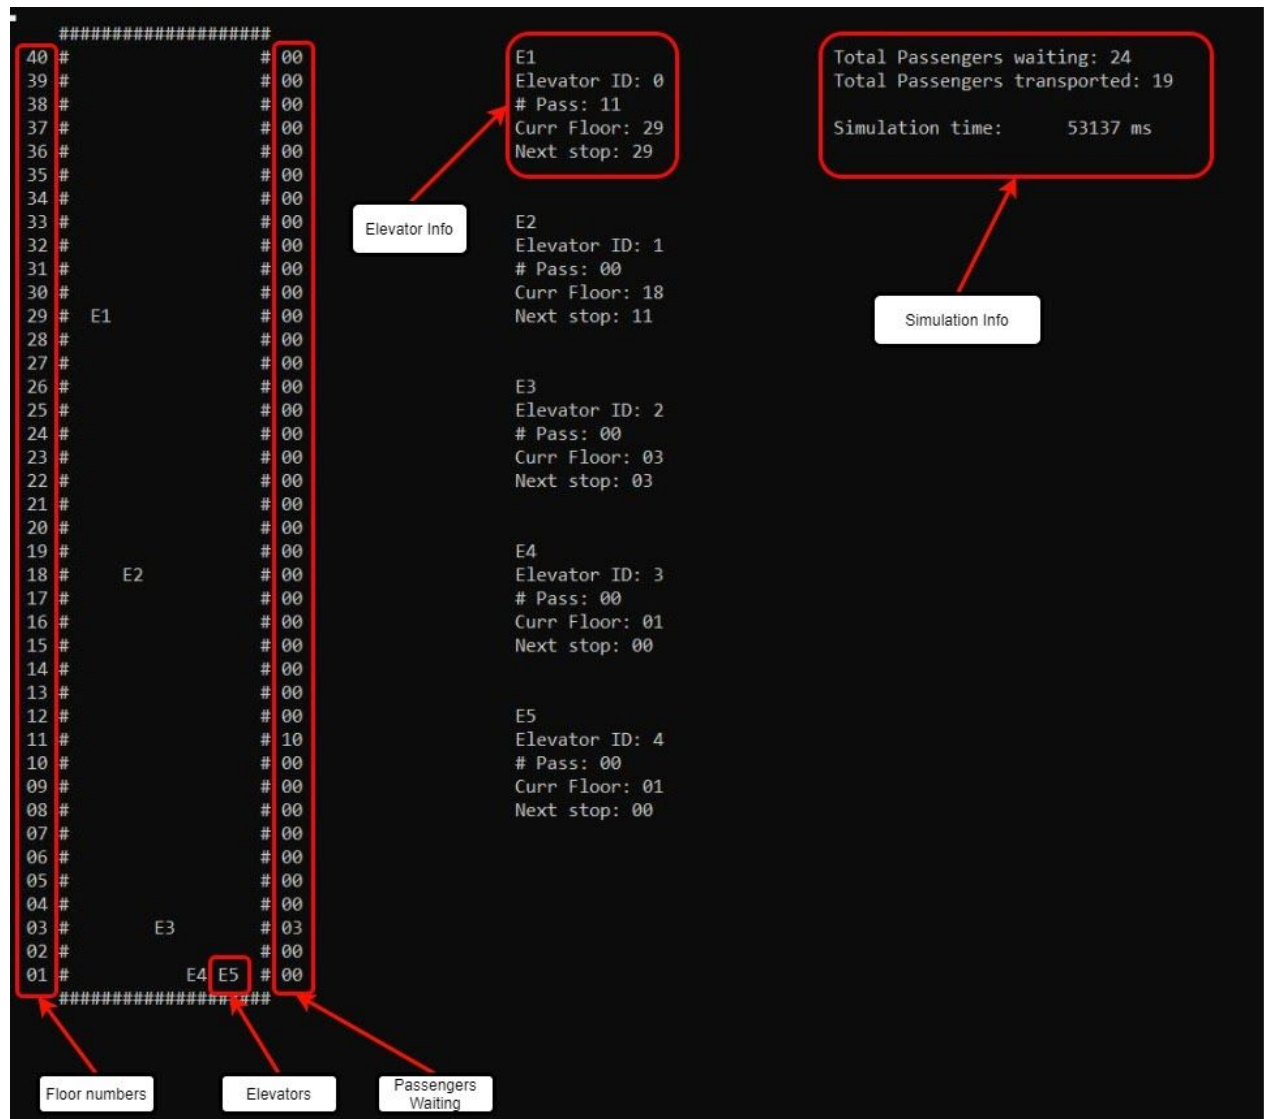 ####################
40 # # 00
39 # # 00
38 # # 00
37 # # 00
36 # # 00
35 # # 00
34 # # 00
33 # # 00
32 # # 00
31 # # 00
30 # # 00
29 # E1 # 00
28 # # 00
27 # # 00
26 # # 00
25 # # 00
24 # # 00
23 # # 00
22 # # 00
21 # # 00
20 # # 00
19 # # 00
18 # E2 # 00
17 # # 00
16 # # 00
15 # # 00
14 # # 00
13 # # 00
12 # # 00
11 # # 10
10 # # 00
09 # # 00
08 # # 00
07 # # 00
06 # # 00
05 # # 00
04 # # 00
03 # E3 # 03
02 # # 00
01 # E4 E5 # 00
####################
Floor numbers
Elevators
Passengers
Waiting
E1
Elevator ID: 0
# Pass: 11
Curr Floor: 29
Next stop: 29
Elevator Info
E2
Elevator ID: 1
# Pass: 00
Curr Floor: 18
Next stop: 11
E3
Elevator ID: 2
# Pass: 00
Curr Floor: 03
Next stop: 03
E4
Elevator ID: 3
# Pass: 00
Curr Floor: 01
Next stop: 00
E5
Elevator ID: 4
# Pass: 00
Curr Floor: 01
Next stop: 00
Total Passengers waiting: 24
Total Passengers transported: 19
Simulation time: 53137 ms
Simulation Info